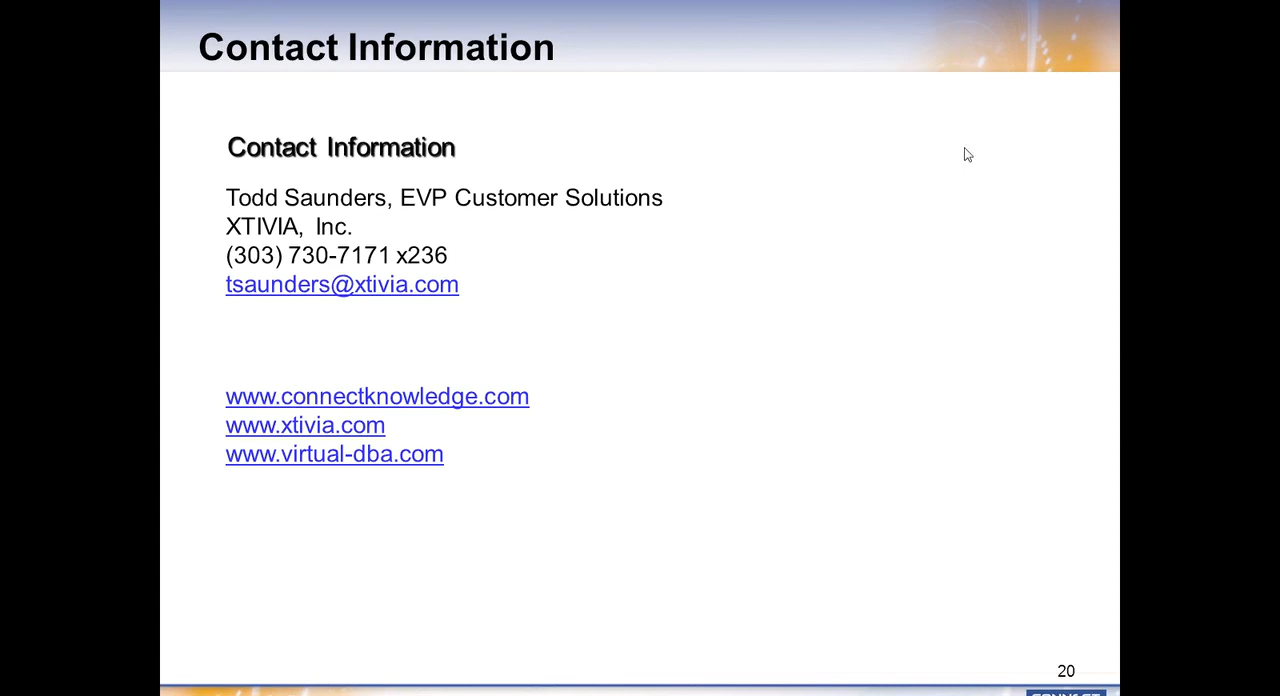 Contact Information
Contact Information
Todd Saunders, EVP Customer Solutions
XTIVIA, Inc.
(303) 730-7171 x236
tsaunders@xtivia.com
www.connectknowledge.com
www.xtivia.com
www.virtual-dba.com
20